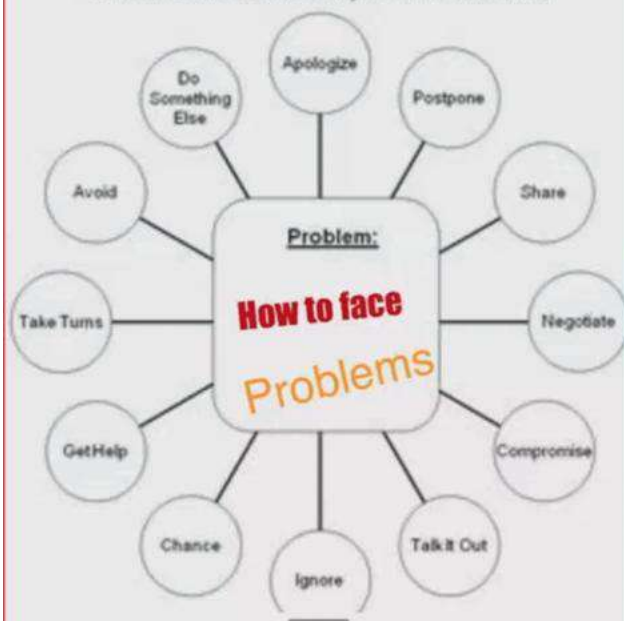 Problem:
How to face
Problems
Apologize
Postpone
Share
Negotiate
Compromise
Talk It Out
Ignore
Chance
Get Help
Take Turns
Avoid
Do
Something
Else